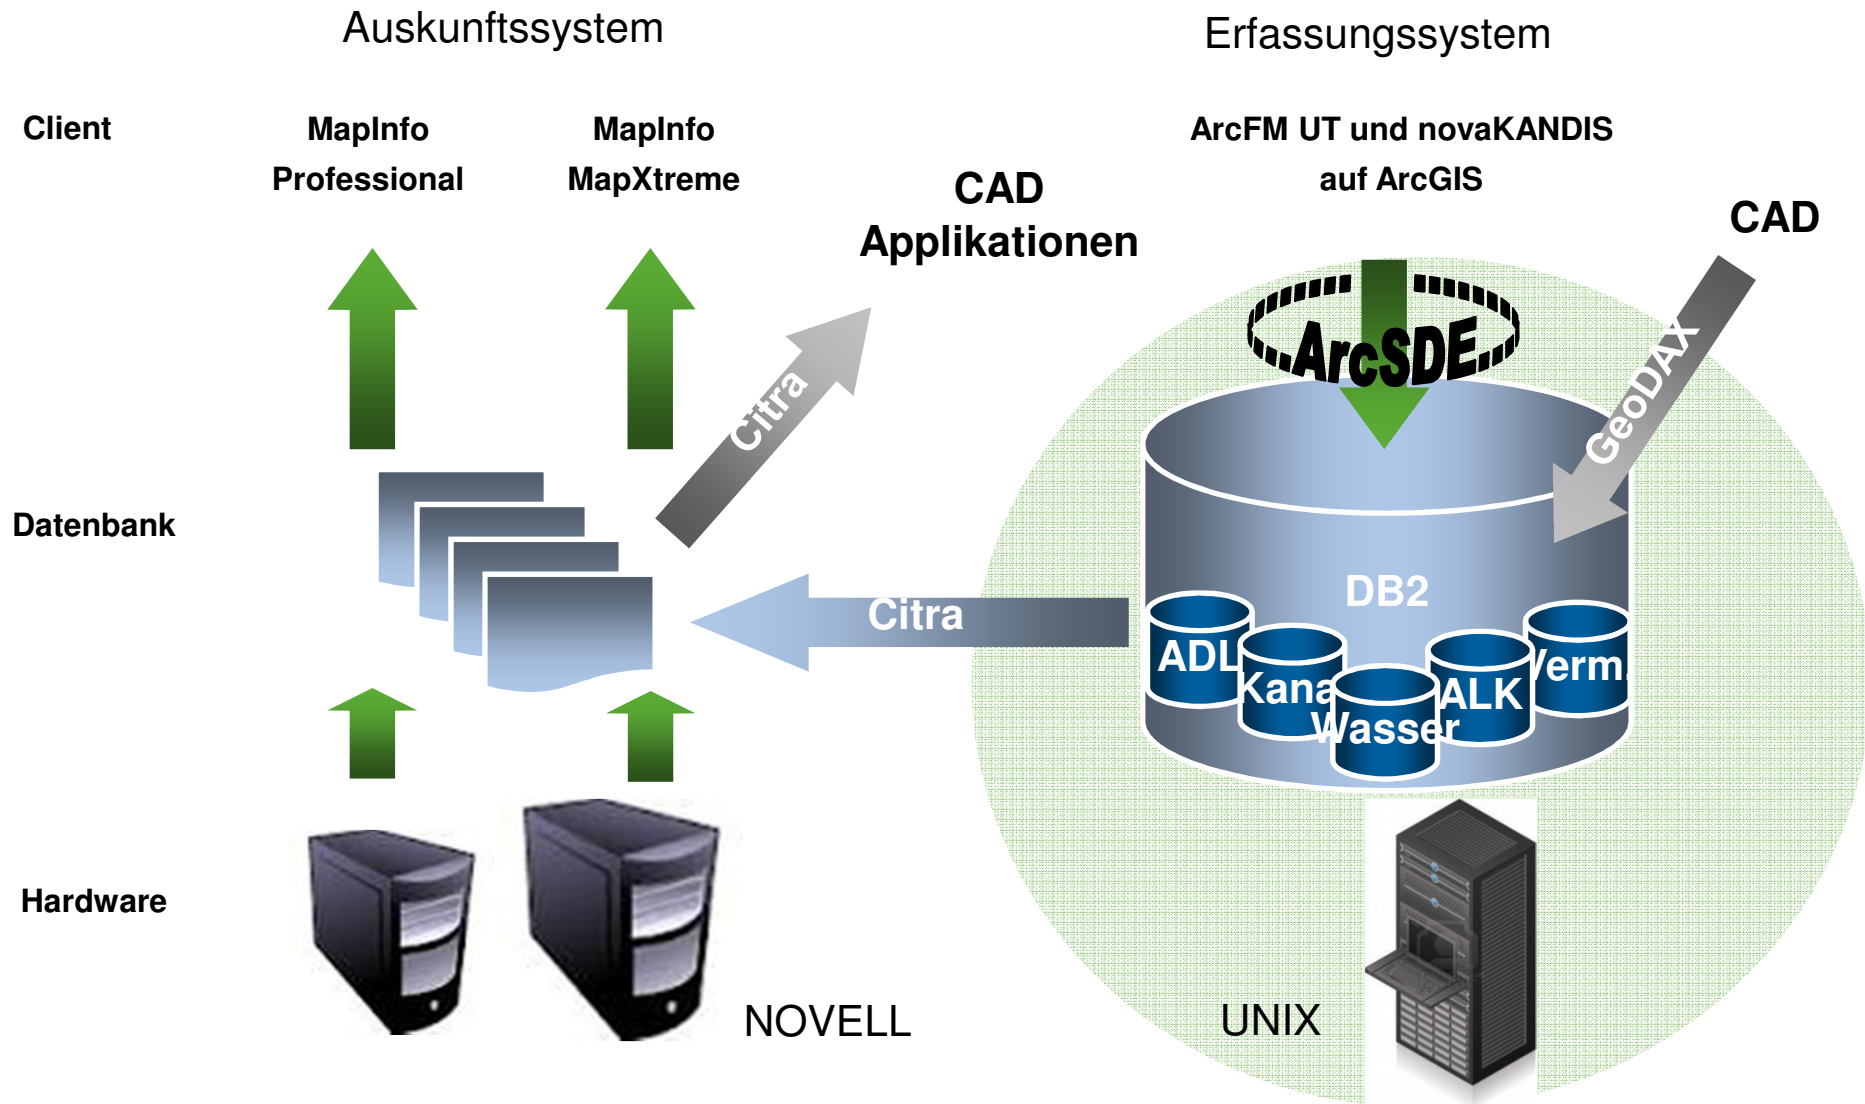 Auskunftssystem
Erfassungssystem
Client
MapInfo
Professional
MapInfo
MapXtreme
CAD
Applikationen
ArcFM UT und novaKANDIS
auf ArcGIS
CAD
ArcSDE
GeoDAX
Citra
Datenbank
Citra
DB2
ADL
Kana
Wasser
ALK
Verm.
Hardware
NOVELL
UNIX